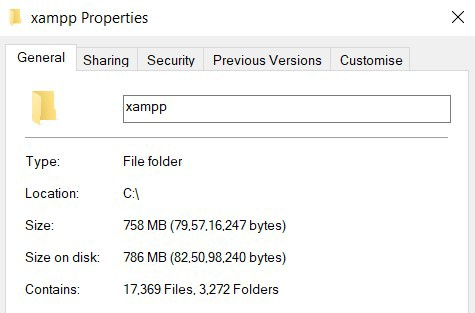 xampp Properties
General Sharing Security Previous Versions Customise
xampp
Type: File folder
Location: C:\
Size: 758 MB (79,57,16,247 bytes)
Size on disk: 786 MB (82,50,98,240 bytes)
Contains: 17,369 Files, 3,272 Folders